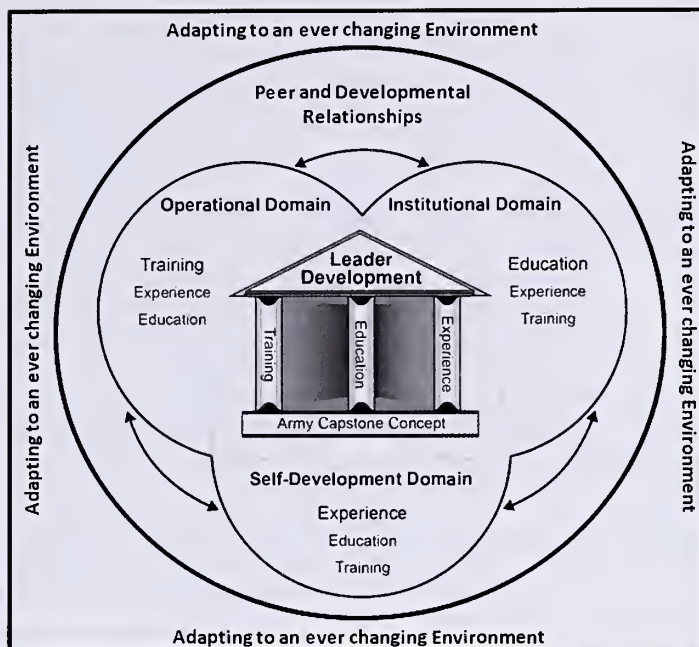 Adapting to an ever changing Environment
Peer and Developmental
Relationships
Adapting to an ever changing Environment
Adapting to an ever changing Environment
Operational Domain
Institutional Domain
Training
Experience
Education
Leader
Development
Training
Education
Experience
Army Capstone Concept
Education
Experience
Training
Self-Development Domain
Experience
Education
Training
Adapting to an ever changing Environment